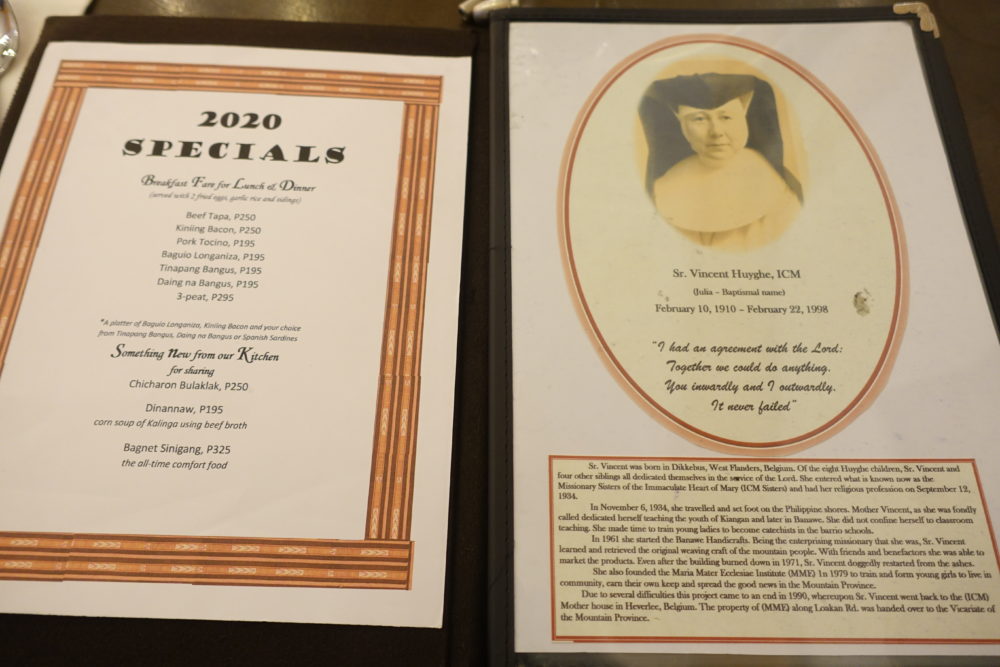 2020
SPECIALS
Breakfast Fare for Lunch & Dinner
(served with 2 fried eggs, garlic rice and sidings)
Beef Tapa, P250
Kiniing Bacon, P250
Pork Tocino, P195
Baguio Longaniza, P195
Tinapang Bangus, P195
Daing na Bangus, P195
3-peat, P295
*A platter of Baguio Longaniza, Kiniing Bacon and your choice
from Tinapang Bangus, Daing na Bangus or Spanish Sardines
Something new from our Kitchen
for sharing
Chicharon Bulaklak, P250
Dinannaw, P195
corn soup of Kalinga using beef broth
Bagnet Sinigang, P325
the all-time comfort food
Sr. Vincent Huyghe, ICM
(Julia – Baptismal name)
February 10, 1910 – February 22, 1998
"I had an agreement with the Lord:
Together we could do anything.
You inwardly and I outwardly.
It never failed"
Sr. Vincent was born in Dikkebus, West Flanders, Belgium. Of the eight Huyghe children, Sr. Vincent and
four other siblings all dedicated themselves in the service of the Lord. She entered what is known now as the
Missionary Sisters of the Immaculate Heart of Mary (ICM Sisters) and had her religious profession on September 12,
1934.
In November 6, 1934, she travelled and set foot on the Philippine shores. Mother Vincent, as she was fondly
called dedicated herself teaching the youth of Kiangan and later in Banawe. She did not confine herself to classroom
teaching. She made time to train young ladies to become catechists in the barrio schools.
In 1961 she started the Banawe Handicrafts. Being the enterprising missionary that she was, Sr. Vincent
learned and retrieved the original weaving craft of the mountain people. With friends and benefactors she was able to
market the products. Even after the building burned down in 1971, Sr. Vincent doggedly restarted from the ashes.
She also founded the Maria Mater Ecclesiae Institute (MME) In 1979 to train and form young girls to live in
community, earn their own keep and spread the good news in the Mountain Province.
Due to several difficulties this project came to an end in 1990, whereupon Sr. Vincent went back to the (ICM)
Mother house in Heverlee, Belgium. The property of (MME) along Loakan Rd. was handed over to the Vicariate of
the Mountain Province.